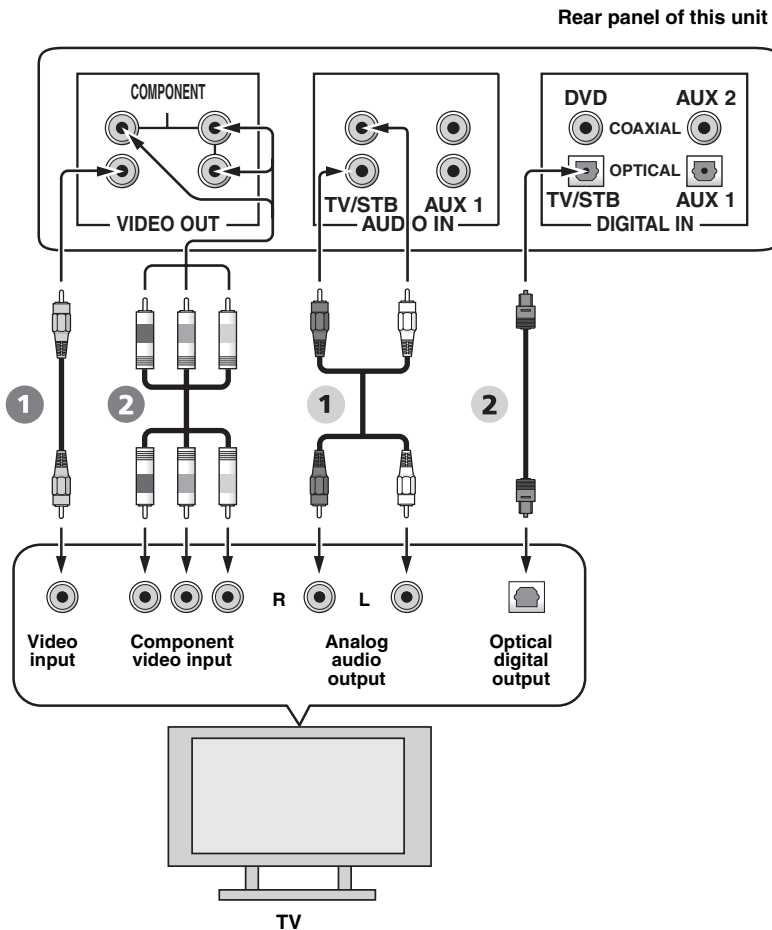 Rear panel of this unit
COMPONENT
VIDEO OUT
TV/STB AUX 1
AUDIO IN
DVD AUX 2
COAXIAL
OPTICAL
TV/STB AUX 1
DIGITAL IN
1 2 1 2
R L
Video
input
Component
video input
Analog
audio
output
Optical
digital
output
TV